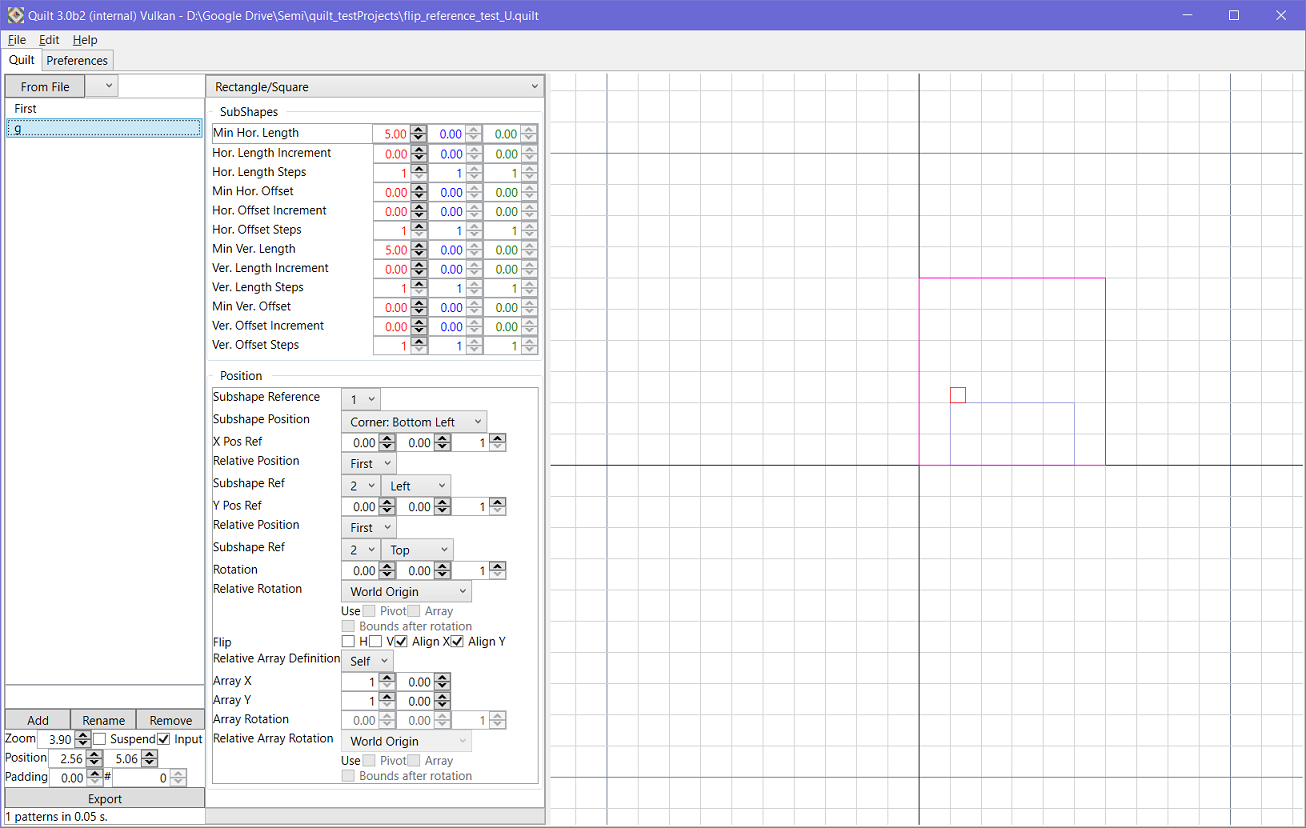 Quilt 3.0b2 (internal) Vulkan - D:\Google Drive\Semi\quilt_testProjects\flip_reference_test_U.quilt
File Edit Help
Quilt Preferences
From File
First
g
Rectangle/Square
SubShapes
Min Hor. Length 5.00 0.00 0.00
Hor. Length Increment 0.00 0.00 0.00
Hor. Length Steps 1 1 1
Min Hor. Offset 0.00 0.00 0.00
Hor. Offset Increment 0.00 0.00 0.00
Hor. Offset Steps 1 1 1
Min Ver. Length 5.00 0.00 0.00
Ver. Length Increment 0.00 0.00 0.00
Ver. Length Steps 1 1 1
Min Ver. Offset 0.00 0.00 0.00
Ver. Offset Increment 0.00 0.00 0.00
Ver. Offset Steps 1 1 1
Position
Subshape Reference 1
Subshape Position Corner: Bottom Left
X Pos Ref 0.00 0.00 1
Relative Position First
Subshape Ref 2 Left
Y Pos Ref 0.00 0.00 1
Relative Position First
Subshape Ref 2 Top
Rotation 0.00 0.00 1
Relative Rotation World Origin
Use Pivot Array
Bounds after rotation
Flip H V Align X Align Y
Relative Array Definition Self
Array X 1 0.00
Array Y 1 0.00
Array Rotation 0.00 0.00 1
Relative Array Rotation World Origin
Use Pivot Array
Bounds after rotation
Add Rename Remove
Zoom 3.90 Suspend Input
Position 2.56 5.06
Padding 0.00 # 0
Export
1 patterns in 0.05 s.